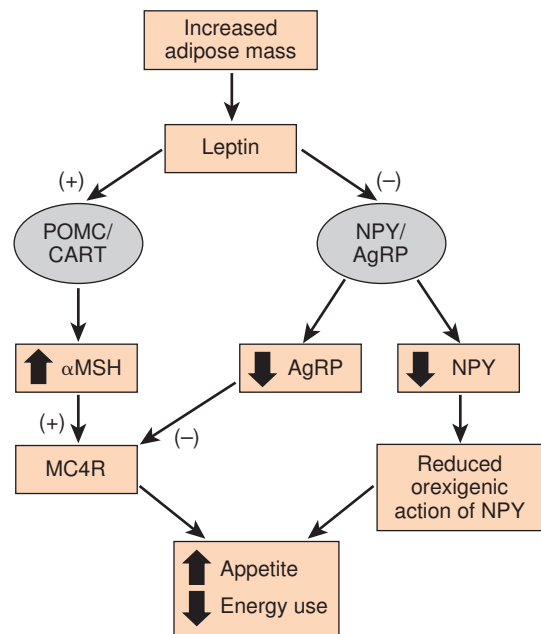 Increased
adipose mass
Leptin
(+)
(–)
POMC/
CART
NPY/
AgRP
αMSH
AgRP
NPY
(+)
(–)
MC4R
Reduced
orexigenic
action of NPY
Appetite
Energy use